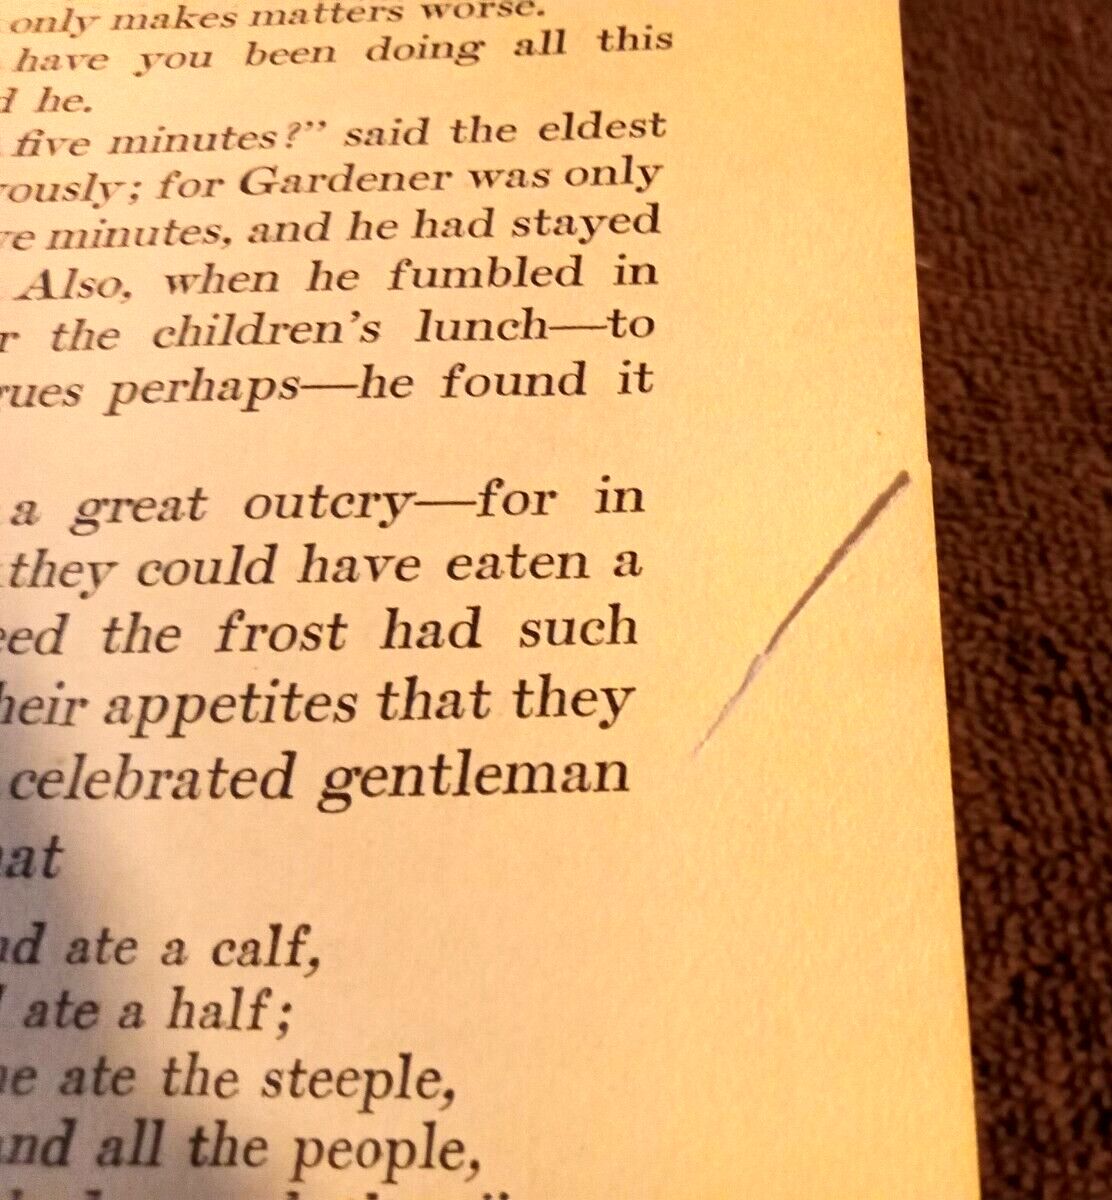 only makes matters worse.
have you been doing all this
he.
five minutes?" said the eldest
for Gardener was only
minutes, and he had stayed
Also, when he fumbled in
the children's lunch—to
perhaps—he found it
a great outcry—for in
they could have eaten a
the frost had such
appetites that they
celebrated gentleman
ate a calf,
ate a half;
ate the steeple,
all the people,